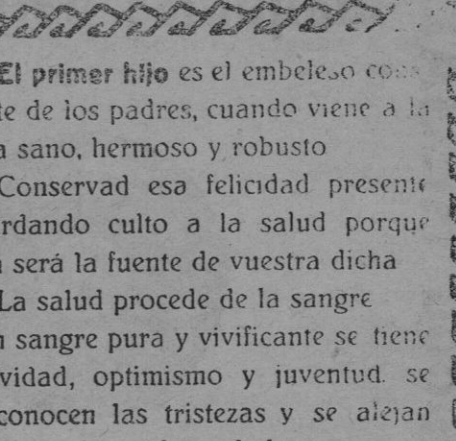 El primer hijo es el embeleso
te de los padres, cuando viene a la
a sano, hermoso y robusto
Conservad esa felicidad presente
rdando culto a la salud porque
será la fuente de vuestra dicha
La salud procede de la sangre
sangre pura y vivificante se tiene
vidad, optimismo y juventud. se
conocen las tristezas y se alejan